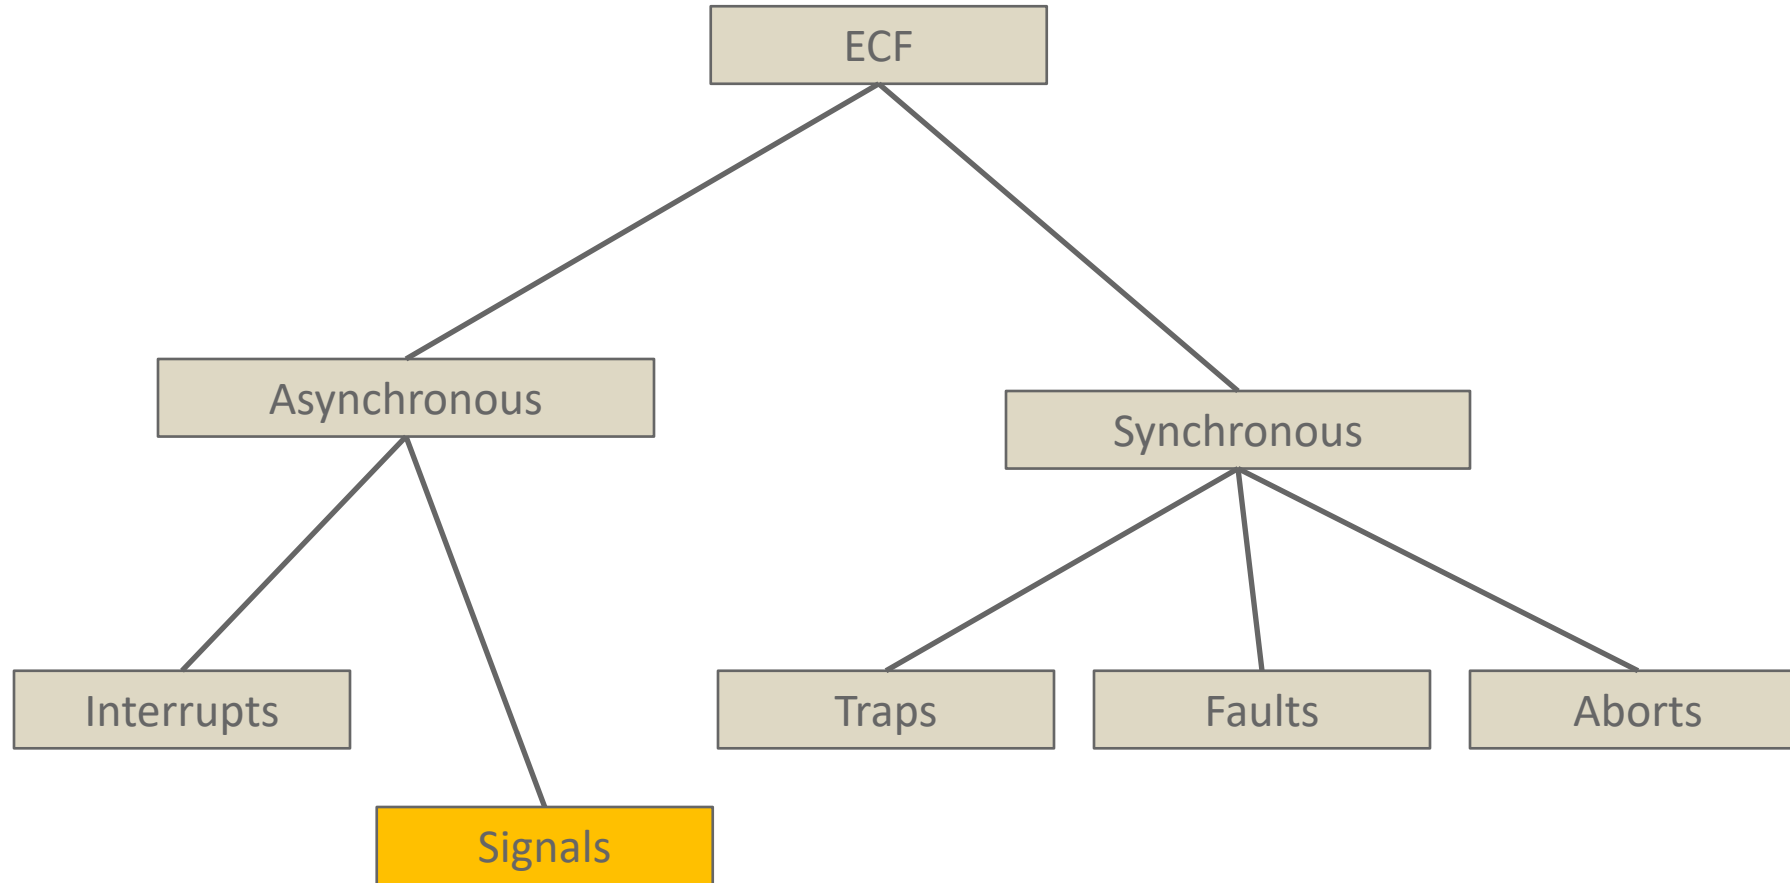 ECF
Asynchronous
Synchronous
Interrupts
Traps
Faults
Aborts
Signals